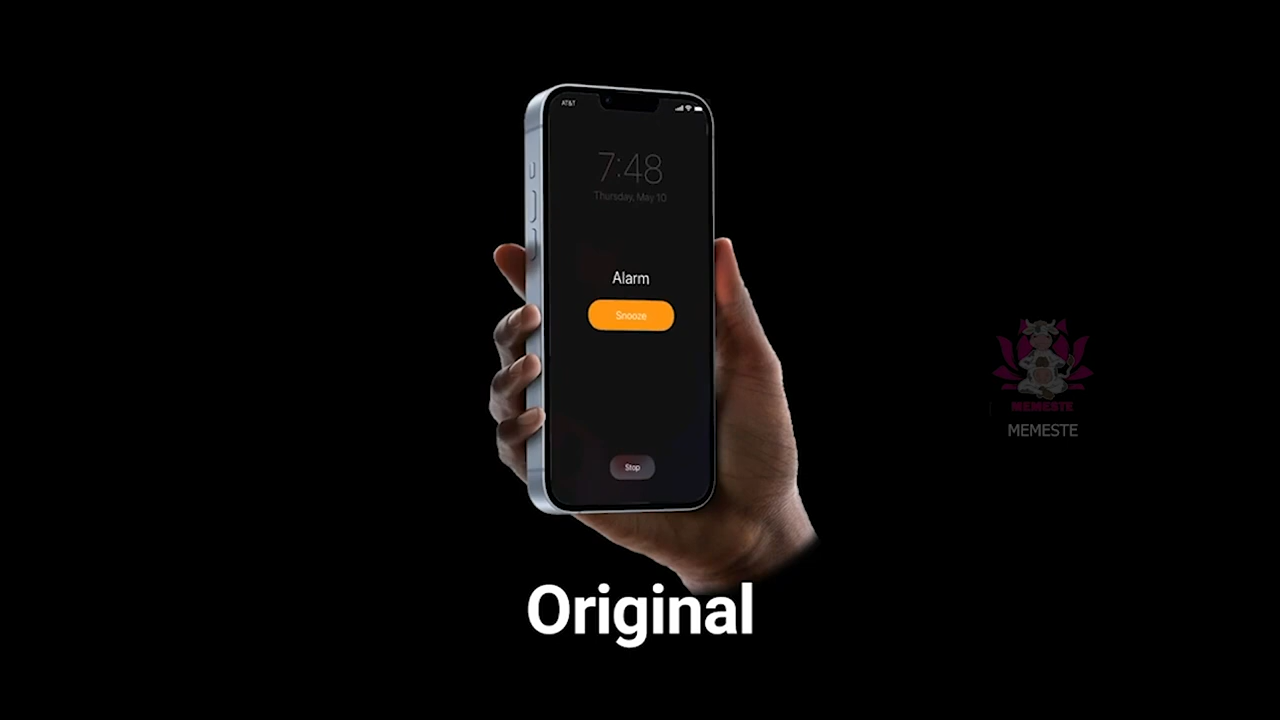 AT&T
7:48
Thursday, May 10
Alarm
Snooze
Stop
MEMESTE
MEMESTE
Original